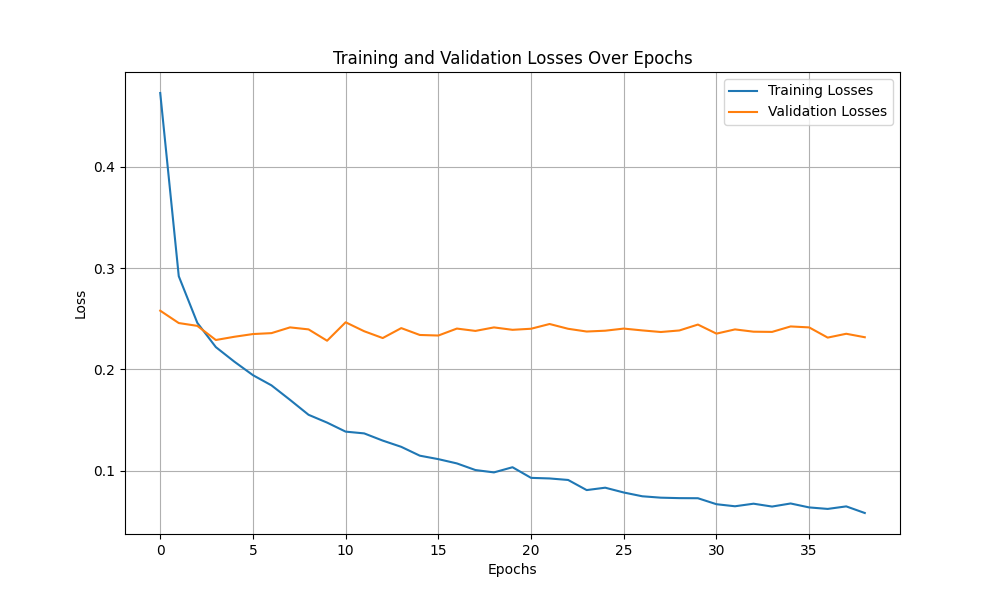 Training and Validation Losses Over Epochs
Training Losses
Validation Losses
Loss
0.4
0.3
0.2
0.1
0 5 10 15 20 25 30 35
Epochs